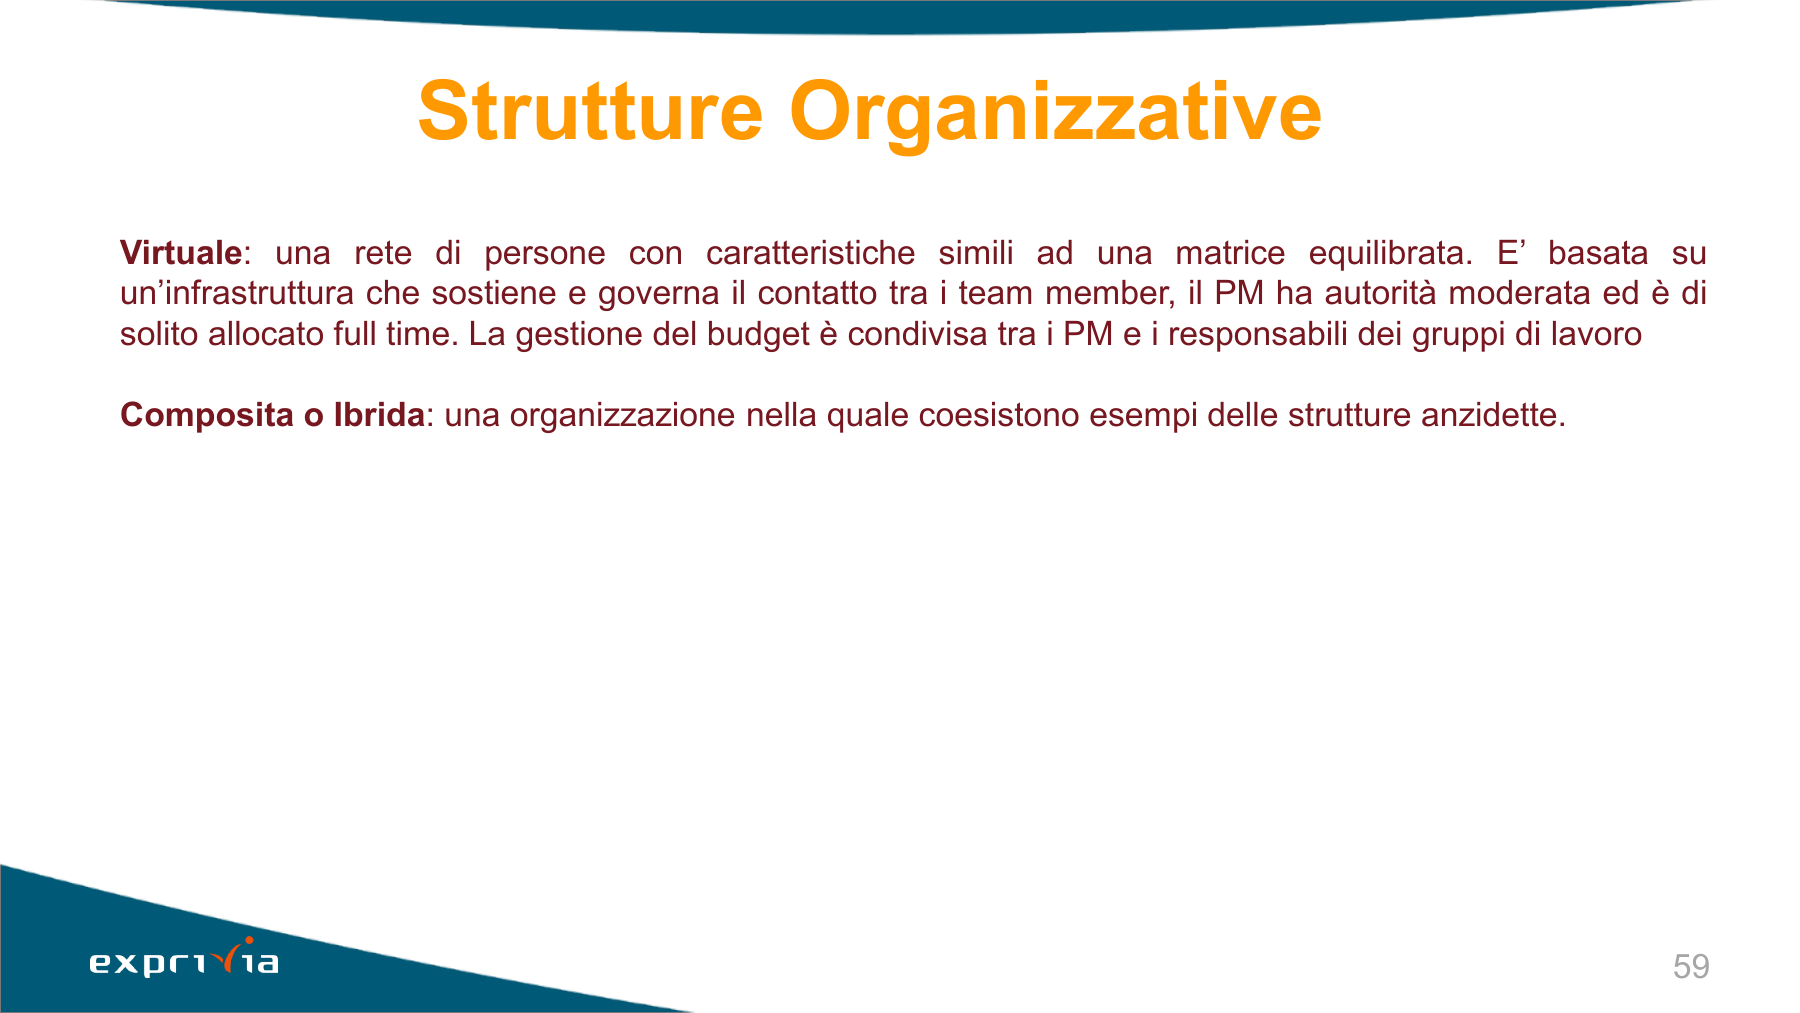 Strutture Organizzative
Virtuale: una rete di persone con caratteristiche simili ad una matrice equilibrata. E’ basata su
un’infrastruttura che sostiene e governa il contatto tra i team member, il PM ha autorità moderata ed è di
solito allocato full time. La gestione del budget è condivisa tra i PM e i responsabili dei gruppi di lavoro
Composita o Ibrida: una organizzazione nella quale coesistono esempi delle strutture anzidette.
exprivia
59